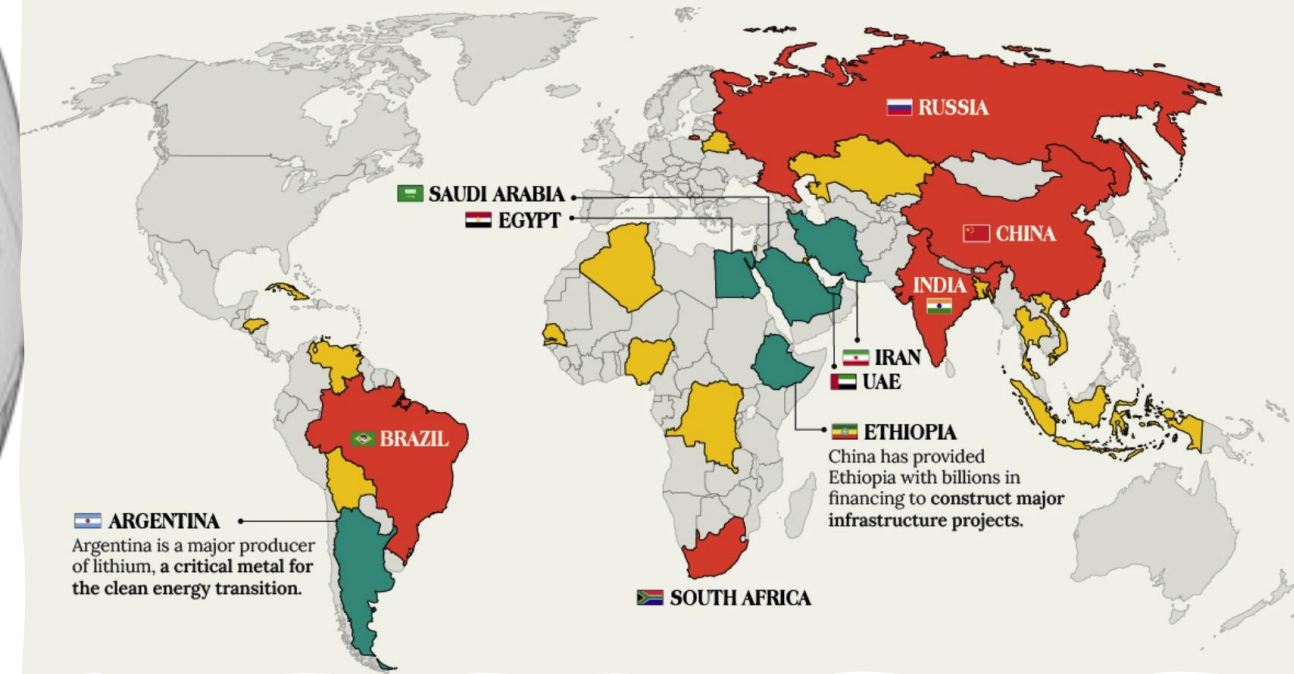 RUSSIA
SAUDI ARABIA
EGYPT
CHINA
INDIA
IRAN
UAE
BRAZIL
ETHIOPIA
China has provided
Ethiopia with billions in
financing to construct major
infrastructure projects.
ARGENTINA
Argentina is a major producer
of lithium, a critical metal for
the clean energy transition.
SOUTH AFRICA